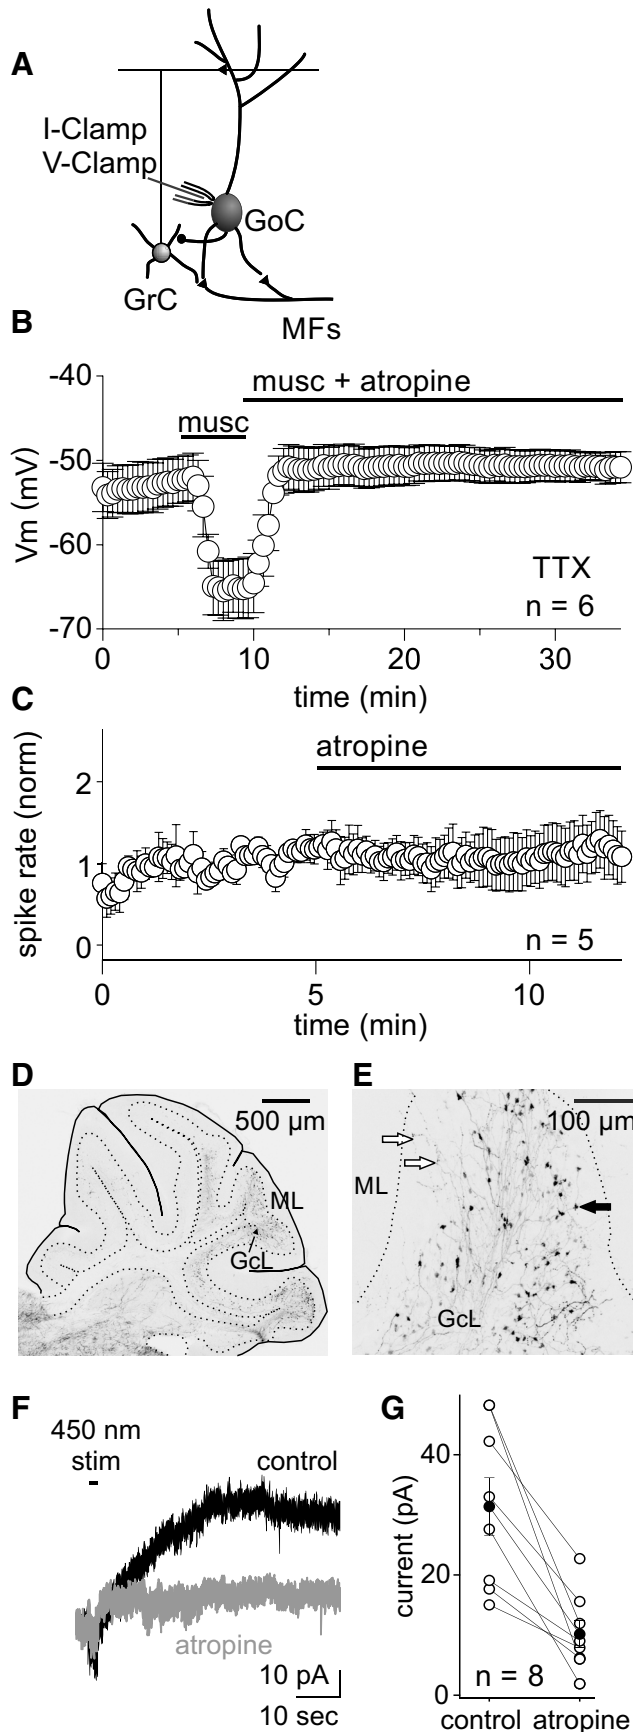 A
I-Clamp
V-Clamp
GoC
GrC
MFs
B
-40
musc + atropine
musc
-50
Vm (mV)
-60
TTX
n = 6
-70
0
10
20
30
time (min)
C
atropine
spike rate (norm)
2
1
0
n = 5
0
5
10
time (min)
D
500 µm
ML
GcL
E
100 µm
ML
GcL
F
450 nm
stim
control
atropine
10 pA
10 sec
G
40
current (pA)
20
n = 8
0
control
atropine